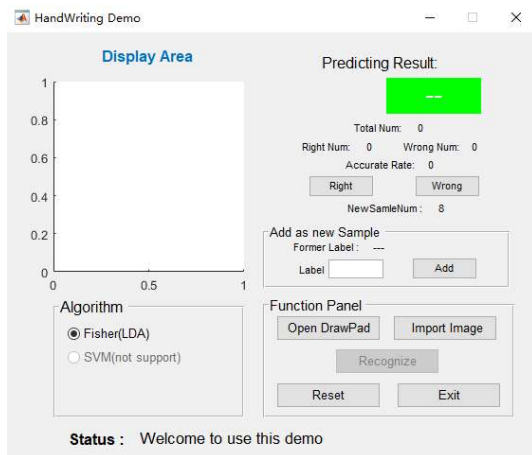 HandWriting Demo
Display Area
1
0.8
0.6
0.4
0.2
0
0 0.5 1
Predicting Result:
--
Total Num: 0
Right Num: 0 Wrong Num: 0
Accurate Rate: 0
Right Wrong
NewSamleNum : 8
Add as new Sample
Former Label : ---
Label Add
Algorithm
Fisher(LDA)
SVM(not support)
Function Panel
Open DrawPad Import Image
Recognize
Reset Exit
Status : Welcome to use this demo